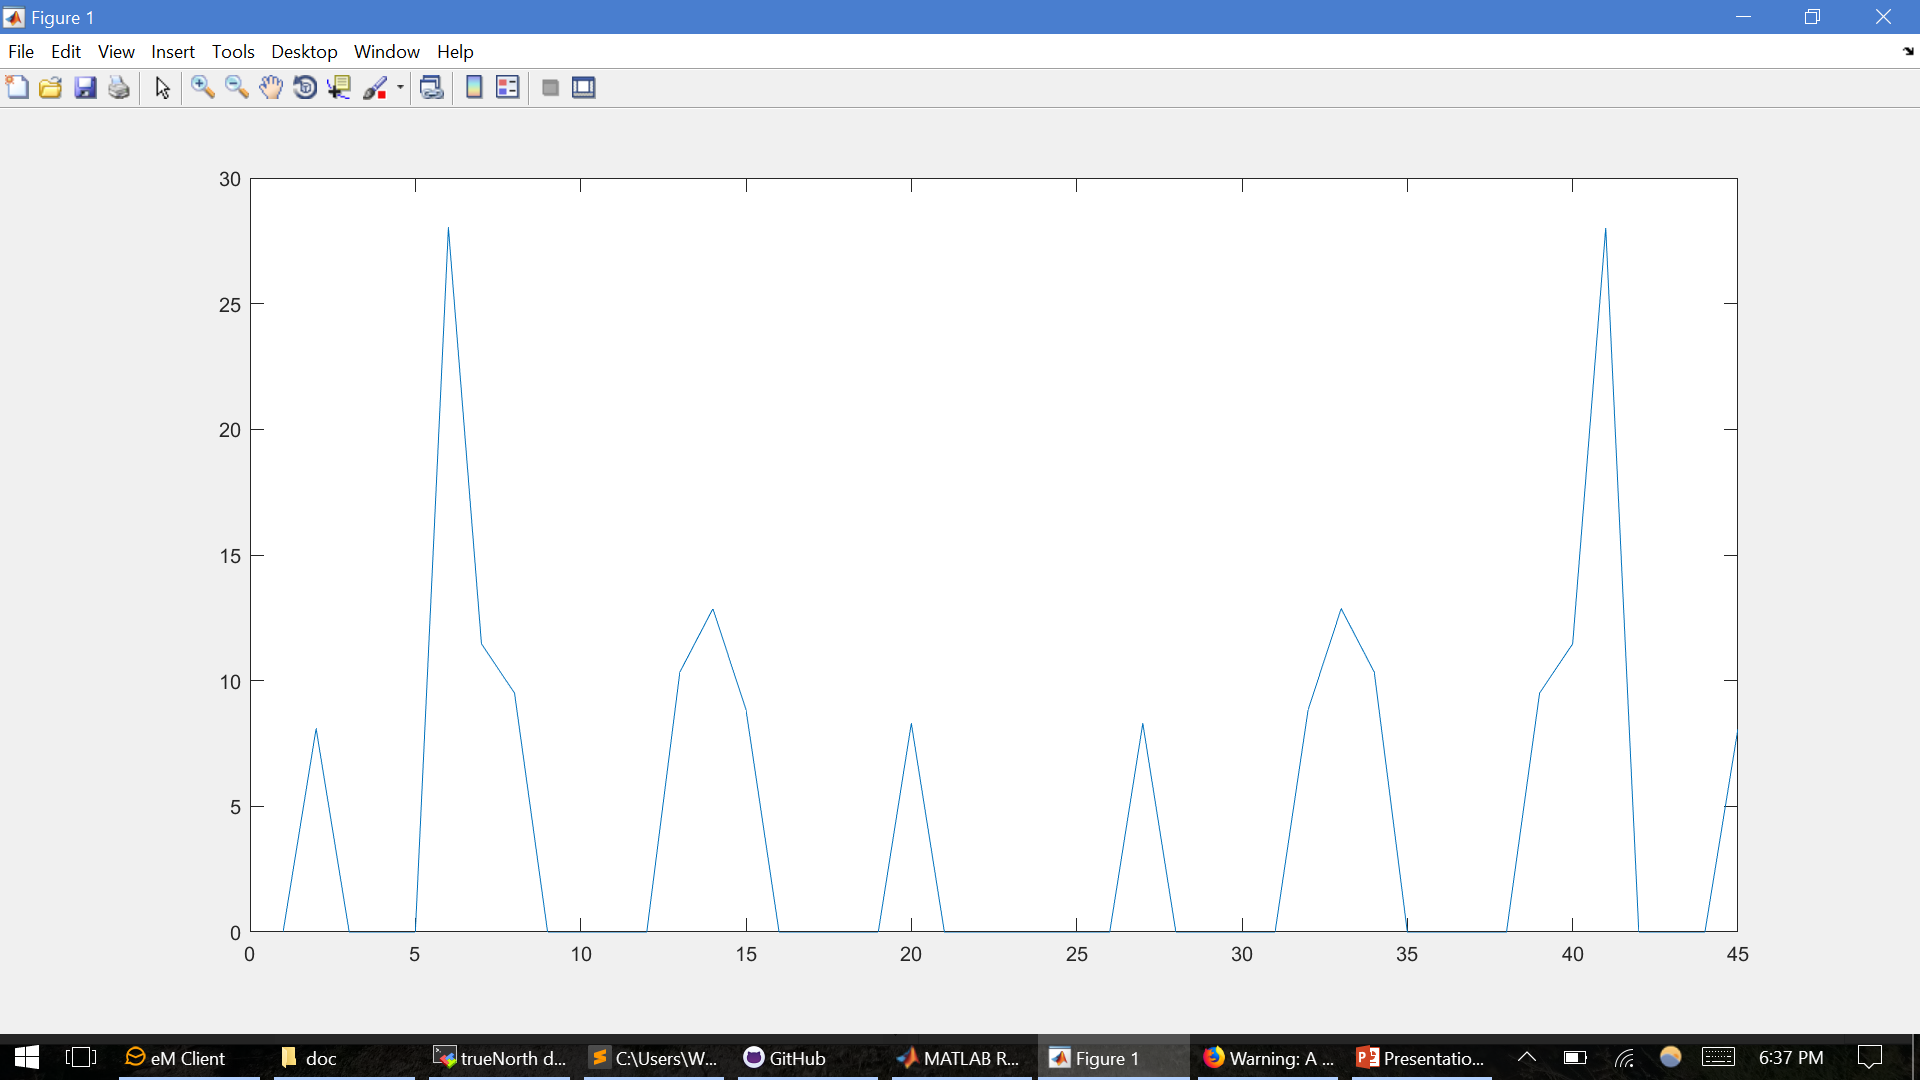 Figure 1
File Edit View Insert Tools Desktop Window Help
30
25
20
15
10
5
0
0 5 10 15 20 25 30 35 40 45
eM Client doc trueNorth d... C:\Users\W... GitHub MATLAB R... Figure 1 Warning: A ... Presentatio... 6:37 PM